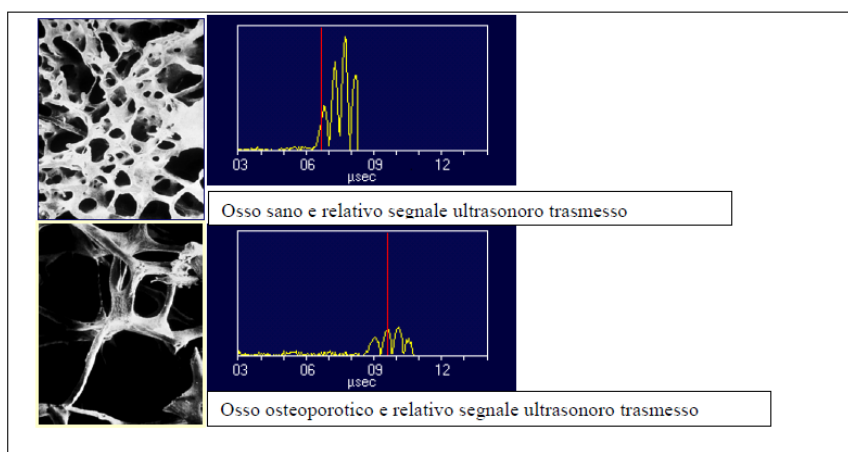 03 06 09 12
µsec
Osso sano e relativo segnale ultrasonoro trasmesso
03 06 09 12
µsec
Osso osteoporotico e relativo segnale ultrasonoro trasmesso